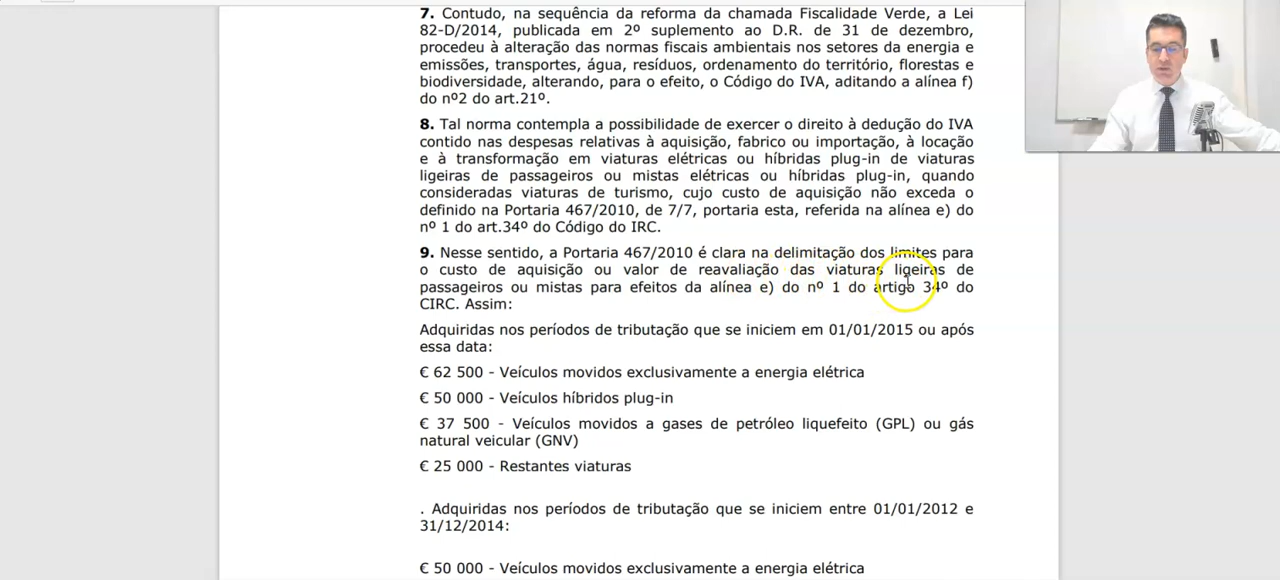 7. Contudo, na sequência da reforma da chamada Fiscalidade Verde, a Lei
82-D/2014, publicada em 2º suplemento ao D.R. de 31 de dezembro,
procedeu à alteração das normas fiscais ambientais nos setores da energia e
emissões, transportes, água, resíduos, ordenamento do território, florestas e
biodiversidade, alterando, para o efeito, o Código do IVA, aditando a alínea f)
do nº2 do art.21º.
8. Tal norma contempla a possibilidade de exercer o direito à dedução do IVA
contido nas despesas relativas à aquisição, fabrico ou importação, à locação
e à transformação em viaturas elétricas ou híbridas plug-in de viaturas
ligeiras de passageiros ou mistas elétricas ou híbridas plug-in, quando
consideradas viaturas de turismo, cujo custo de aquisição não exceda o
definido na Portaria 467/2010, de 7/7, portaria esta, referida na alínea e) do
nº 1 do art.34º do Código do IRC.
9. Nesse sentido, a Portaria 467/2010 é clara na delimitação dos limites para
o custo de aquisição ou valor de reavaliação das viaturas ligeiras de
passageiros ou mistas para efeitos da alínea e) do nº 1 do artigo 34º do
CIRC. Assim:
Adquiridas nos períodos de tributação que se iniciem em 01/01/2015 ou após
essa data:
€ 62 500 - Veículos movidos exclusivamente a energia elétrica
€ 50 000 - Veículos híbridos plug-in
€ 37 500 - Veículos movidos a gases de petróleo liquefeito (GPL) ou gás
natural veicular (GNV)
€ 25 000 - Restantes viaturas
. Adquiridas nos períodos de tributação que se iniciem entre 01/01/2012 e
31/12/2014:
€ 50 000 - Veículos movidos exclusivamente a energia elétrica